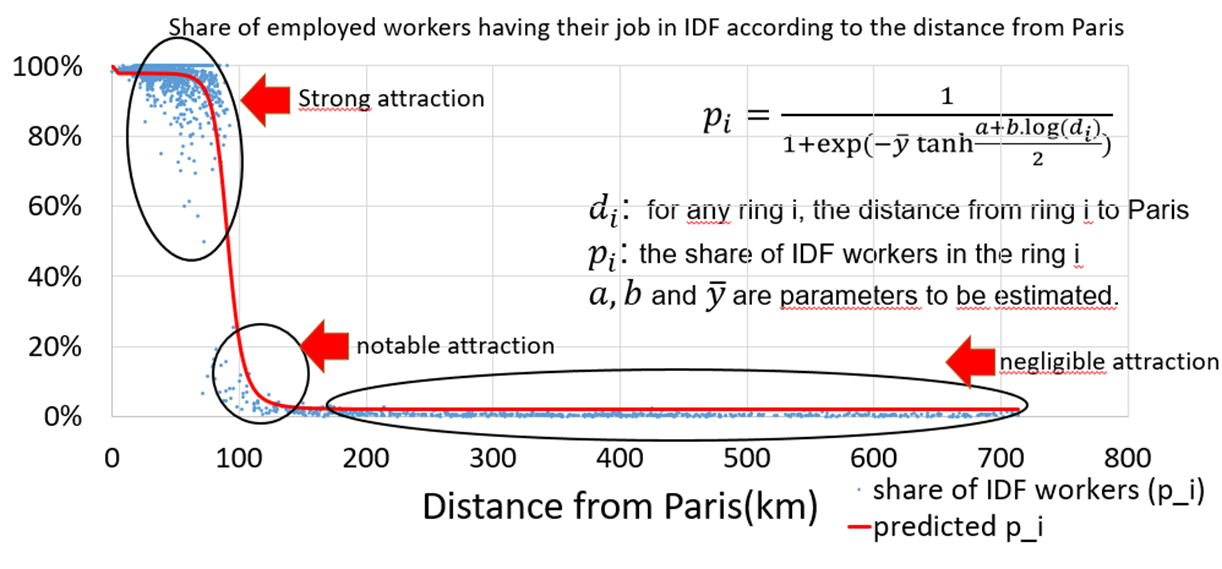 Share of employed workers having their job in IDF according to the distance from Paris
100%
80%
60%
40%
20%
0%
Strong attraction
p_i = 1 / (1+exp(−ȳ tanh (a+b.log(d_i)) / 2))
d_i: for any ring i, the distance from ring i to Paris
p_i: the share of IDF workers in the ring i
a, b and ȳ are parameters to be estimated.
notable attraction
negligible attraction
0 100 200 300 400 500 600 700 800
Distance from Paris(km)
share of IDF workers (p_i)
predicted p_i